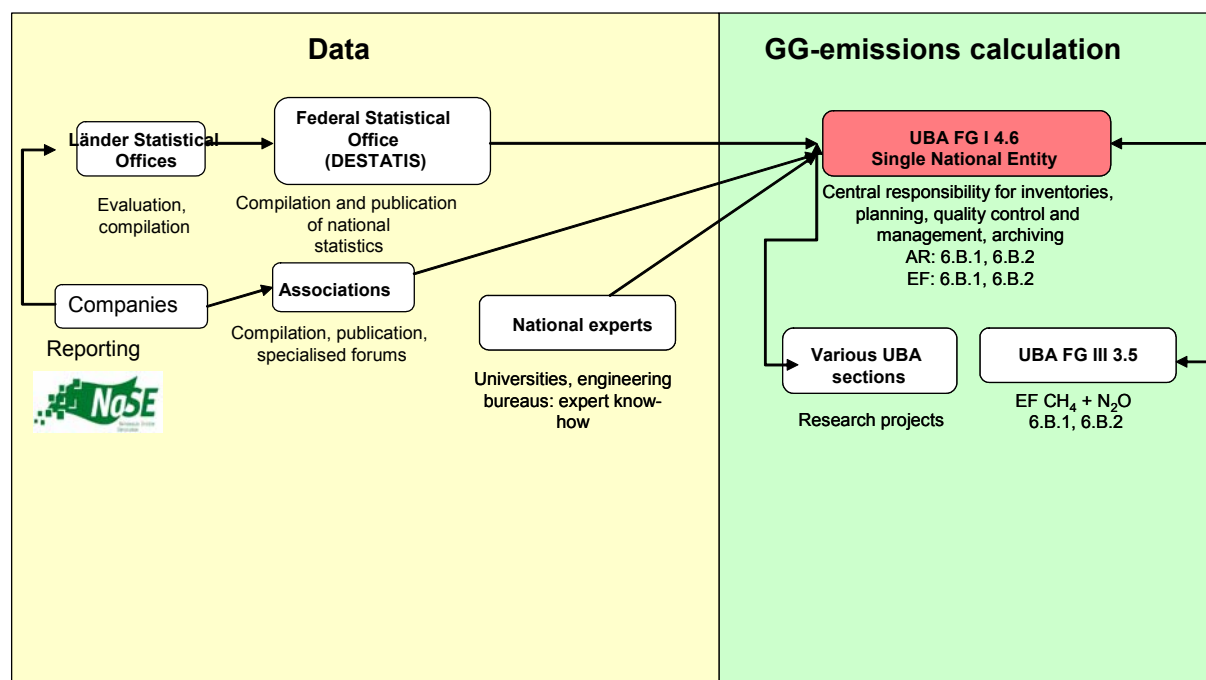 Data
GG-emissions calculation
Länder Statistical
Offices
Evaluation,
compilation
Federal Statistical
Office
(DESTATIS)
Compilation and publication
of national
statistics
Companies
Reporting
NaSE
Associations
Compilation, publication,
specialised forums
National experts
Universities, engineering
bureaus: expert know-
how
UBA FG I 4.6
Single National Entity
Central responsibility for inventories,
planning, quality control and
management, archiving
AR: 6.B.1, 6.B.2
EF: 6.B.1, 6.B.2
Various UBA
sections
Research projects
UBA FG III 3.5
EF CH₄ + N₂O
6.B.1, 6.B.2